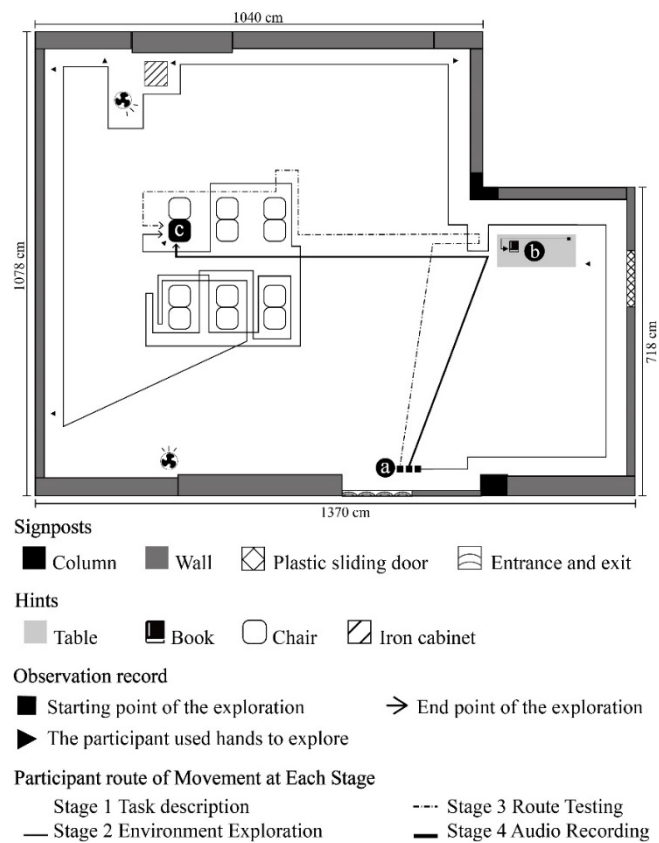 1040 cm
1078 cm
c
b
718 cm
a
1370 cm
Signposts
Column Wall Plastic sliding door Entrance and exit
Hints
Table Book Chair Iron cabinet
Observation record
Starting point of the exploration End point of the exploration
The participant used hands to explore
Participant route of Movement at Each Stage
Stage 1 Task description Stage 3 Route Testing
Stage 2 Environment Exploration Stage 4 Audio Recording